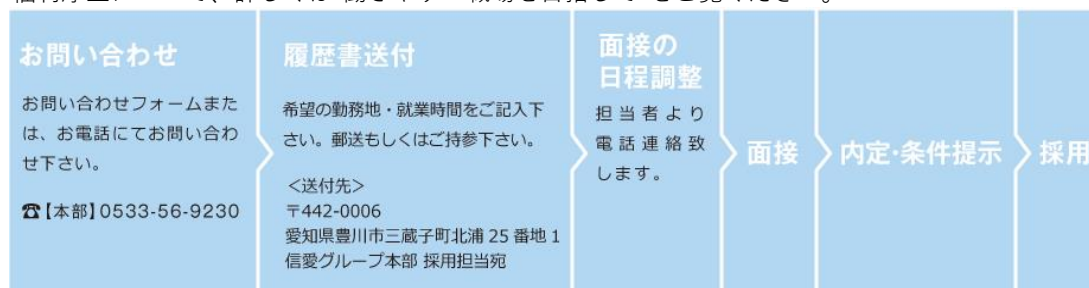 お問い合わせ
お問い合わせフォームまた
は、お電話にてお問い合わ
せ下さい。
☎【本部】0533-56-9230
履歴書送付
希望の勤務地・就業時間をご記入下
さい。郵送もしくはご持参下さい。
<送付先>
〒442-0006
愛知県豊川市三蔵子町北浦 25 番地 1
信愛グループ本部 採用担当宛
面接の
日程調整
担当者より
電話連絡致
します。
面接
内定・条件提示
採用